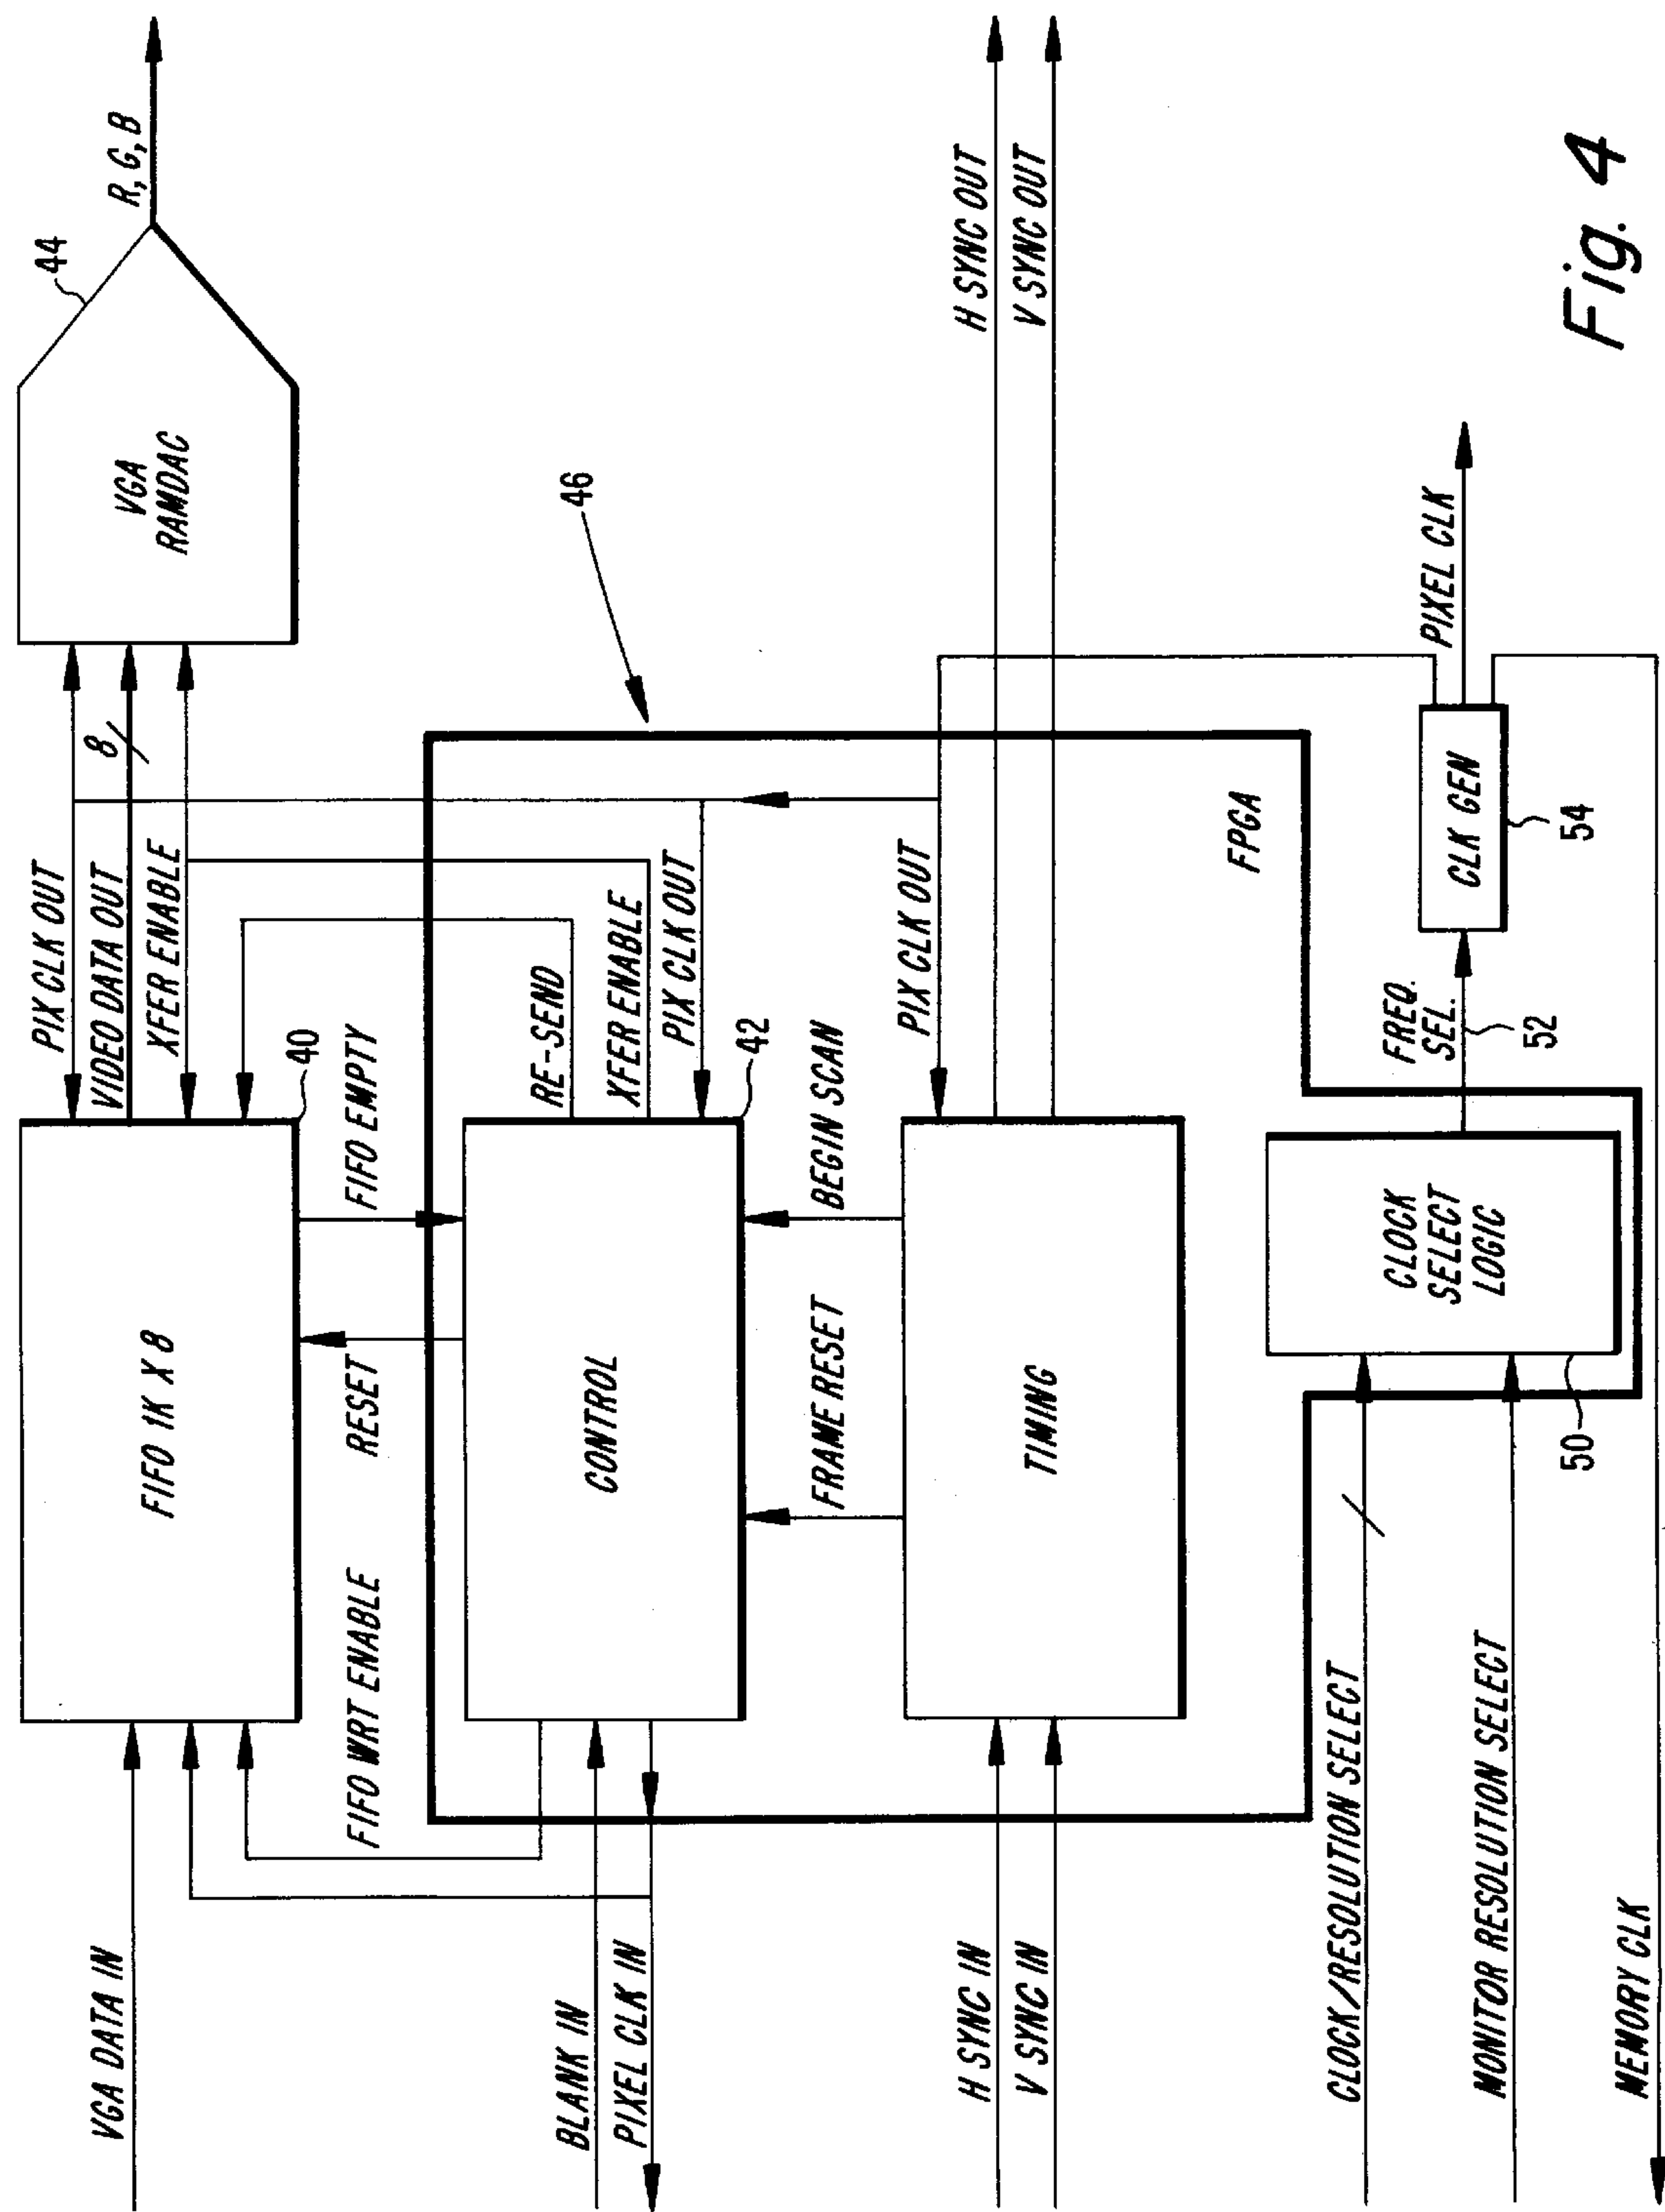 VGA DATA IN
BLANK IN
PIXEL CLK IN
H SYNC IN
V SYNC IN
CLOCK/RESOLUTION SELECT
MONITOR RESOLUTION SELECT
MEMORY CLK
FIFO WRT ENABLE
FIFO 1K X 8
40
RESET
FIFO EMPTY
CONTROL
42
FRAME RESET
BEGIN SCAN
TIMING
CLOCK
SELECT
LOGIC
50
FREQ.
SEL.
52
CLK GEN
54
PIXEL CLK
PIX CLK OUT
VIDEO DATA OUT
XFER ENABLE
8
RE-SEND
XFER ENABLE
PIX CLK OUT
PIX CLK OUT
FPGA
46
VGA
RAMDAC
44
R, G, B
H SYNC OUT
V SYNC OUT
Fig. 4